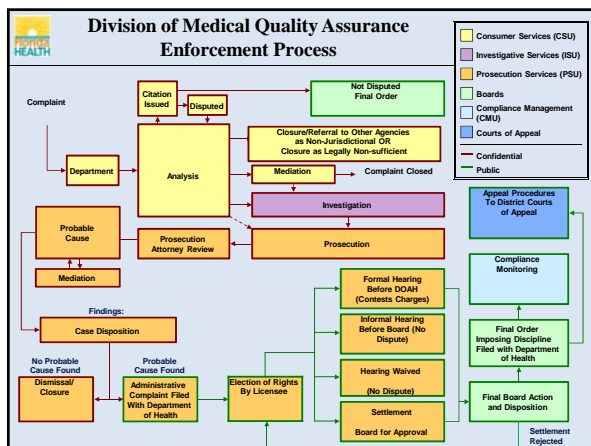 Florida
HEALTH
Division of Medical Quality Assurance
Enforcement Process
Consumer Services (CSU)
Investigative Services (ISU)
Prosecution Services (PSU)
Boards
Compliance Management
(CMU)
Courts of Appeal
Confidential
Public
Complaint
Citation
Issued
Disputed
Not Disputed
Final Order
Department
Analysis
Closure/Referral to Other Agencies
as Non-Jurisdictional OR
Closure as Legally Non-sufficient
Mediation
Complaint Closed
Investigation
Prosecution
Prosecution
Attorney Review
Probable
Cause
Mediation
Appeal Procedures
To District Courts
of Appeal
Compliance
Monitoring
Formal Hearing
Before DOAH
(Contests Charges)
Informal Hearing
Before Board (No
Dispute)
Hearing Waived
(No Dispute)
Settlement
Board for Approval
Final Order
Imposing Discipline
Filed with Department
of Health
Final Board Action
and Disposition
Settlement
Rejected
Findings:
Case Disposition
No Probable
Cause Found
Dismissal/
Closure
Probable
Cause Found
Administrative
Complaint Filed
With Department
of Health
Election of Rights
By Licensee